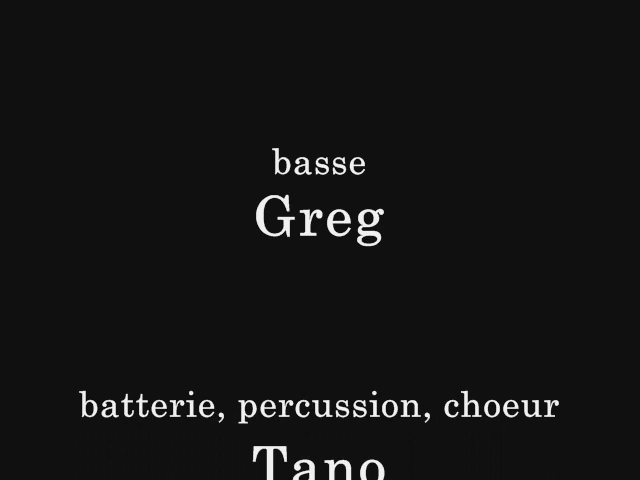 basse
Greg
batterie, percussion, choeur
Tano